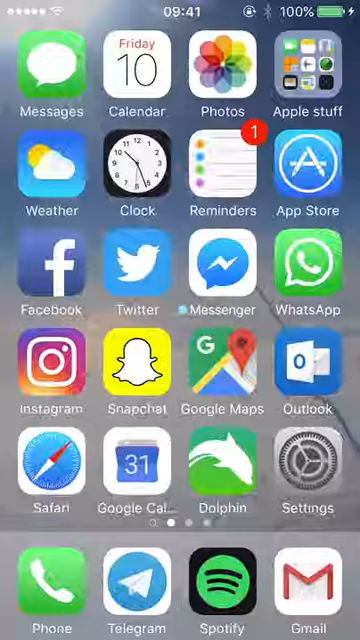 09:41 100%
Friday
10
Messages Calendar Photos Apple stuff
1
Weather Clock Reminders App Store
Facebook Twitter Messenger WhatsApp
G
Instagram Snapchat Google Maps Outlook
31
Safari Google Cal... Dolphin Settings
Phone Telegram Spotify Gmail